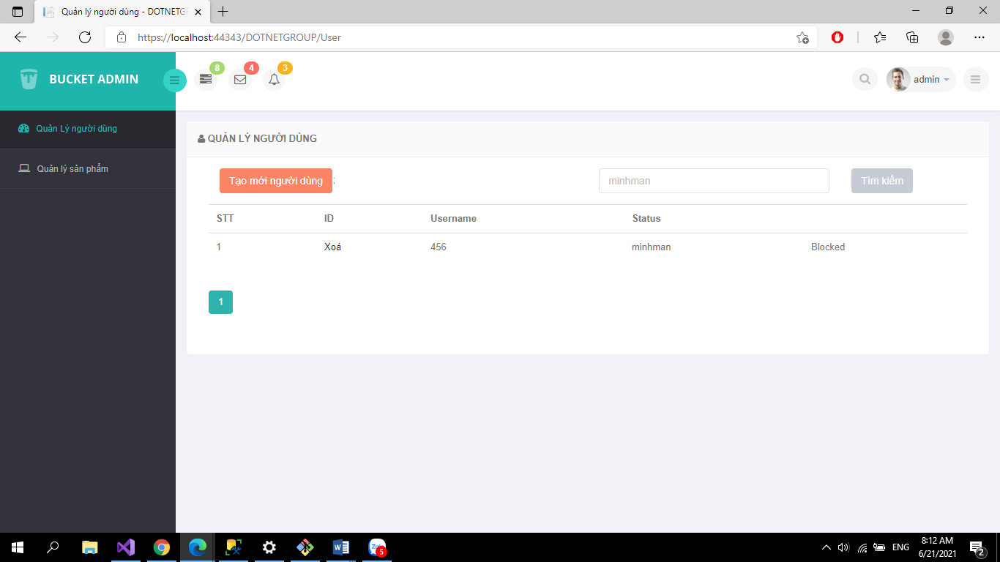 Quản lý người dùng - DOTNETG
https://localhost:44343/DOTNETGROUP/User
BUCKET ADMIN
8
4
3
admin
Quản Lý người dùng
Quản lý sản phẩm
QUẢN LÝ NGƯỜI DÙNG
Tạo mới người dùng ;
minhman
Tìm kiếm
STT ID Username Status
1 Xoá 456 minhman Blocked
1
ENG
8:12 AM
6/21/2021
2
5